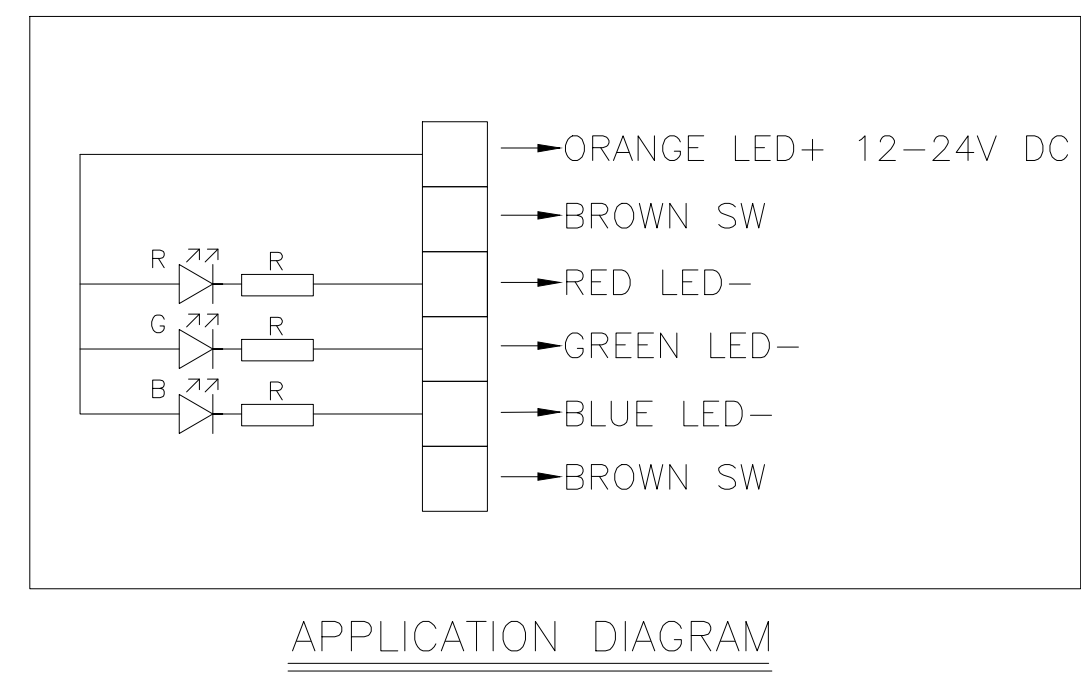 ORANGE LED+ 12-24V DC
BROWN SW
R R
RED LED-
G R
GREEN LED-
B R
BLUE LED-
BROWN SW
APPLICATION DIAGRAM